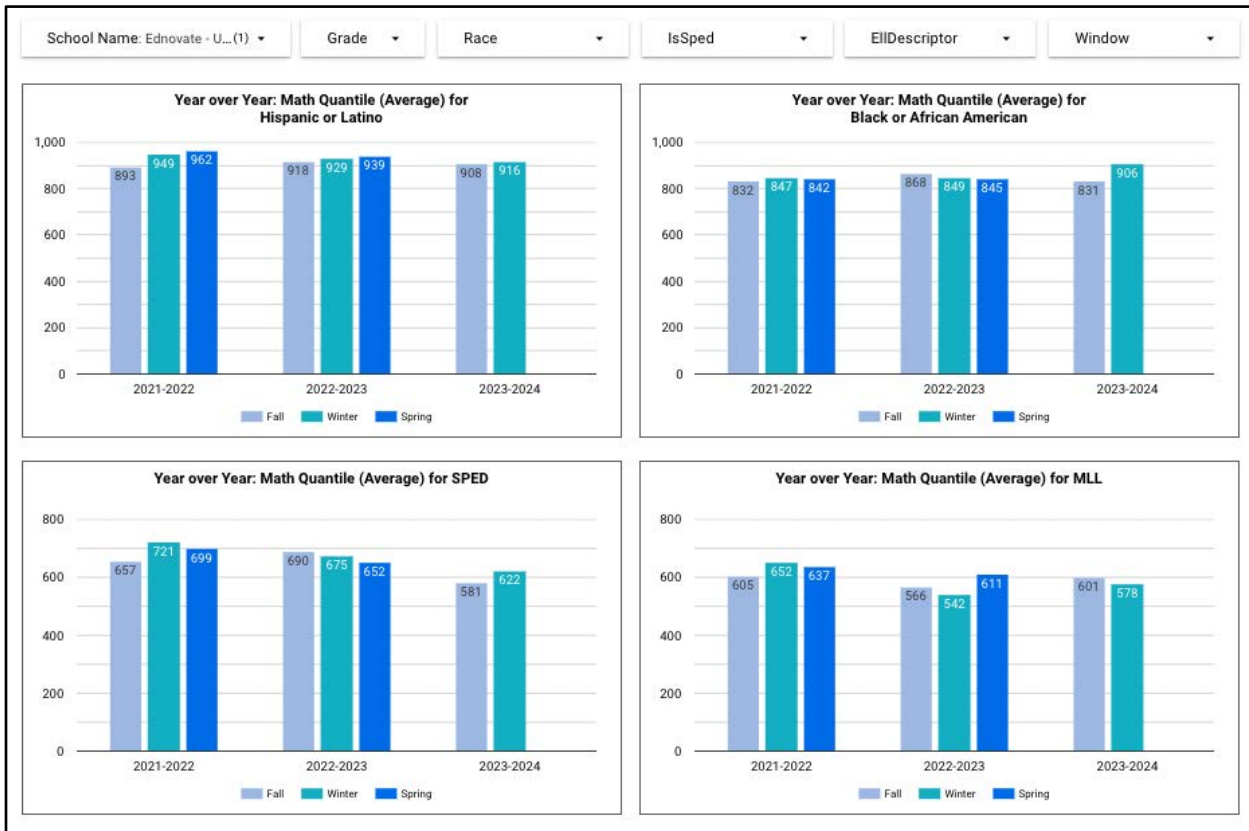 School Name: Ednovate - U...(1)
Grade
Race
IsSped
EllDescriptor
Window
Year over Year: Math Quantile (Average) for
Hispanic or Latino
1,000
800
600
400
200
0
893
949
962
918
929
939
908
916
2021-2022
2022-2023
2023-2024
Fall
Winter
Spring
Year over Year: Math Quantile (Average) for
Black or African American
1,000
800
600
400
200
0
832
847
842
868
849
845
831
906
2021-2022
2022-2023
2023-2024
Fall
Winter
Spring
Year over Year: Math Quantile (Average) for SPED
800
600
400
200
0
657
721
699
690
675
652
581
622
2021-2022
2022-2023
2023-2024
Fall
Winter
Spring
Year over Year: Math Quantile (Average) for MLL
800
600
400
200
0
605
652
637
566
542
611
601
578
2021-2022
2022-2023
2023-2024
Fall
Winter
Spring